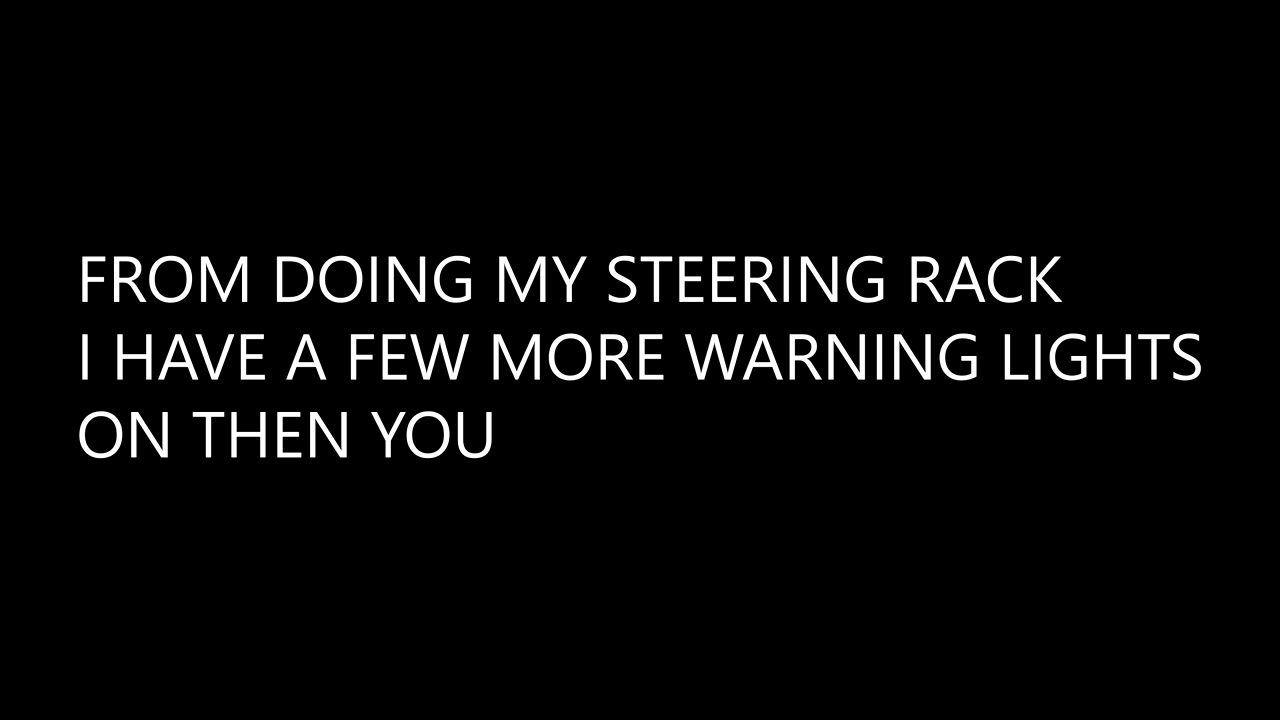 FROM DOING MY STEERING RACK
I HAVE A FEW MORE WARNING LIGHTS
ON THEN YOU